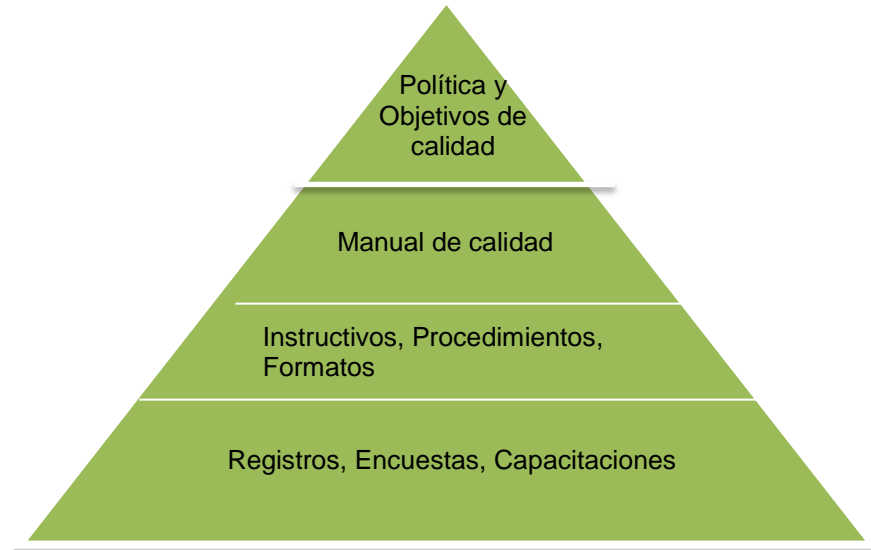 Política y
Objetivos de
calidad
Manual de calidad
Instructivos, Procedimientos,
Formatos
Registros, Encuestas, Capacitaciones